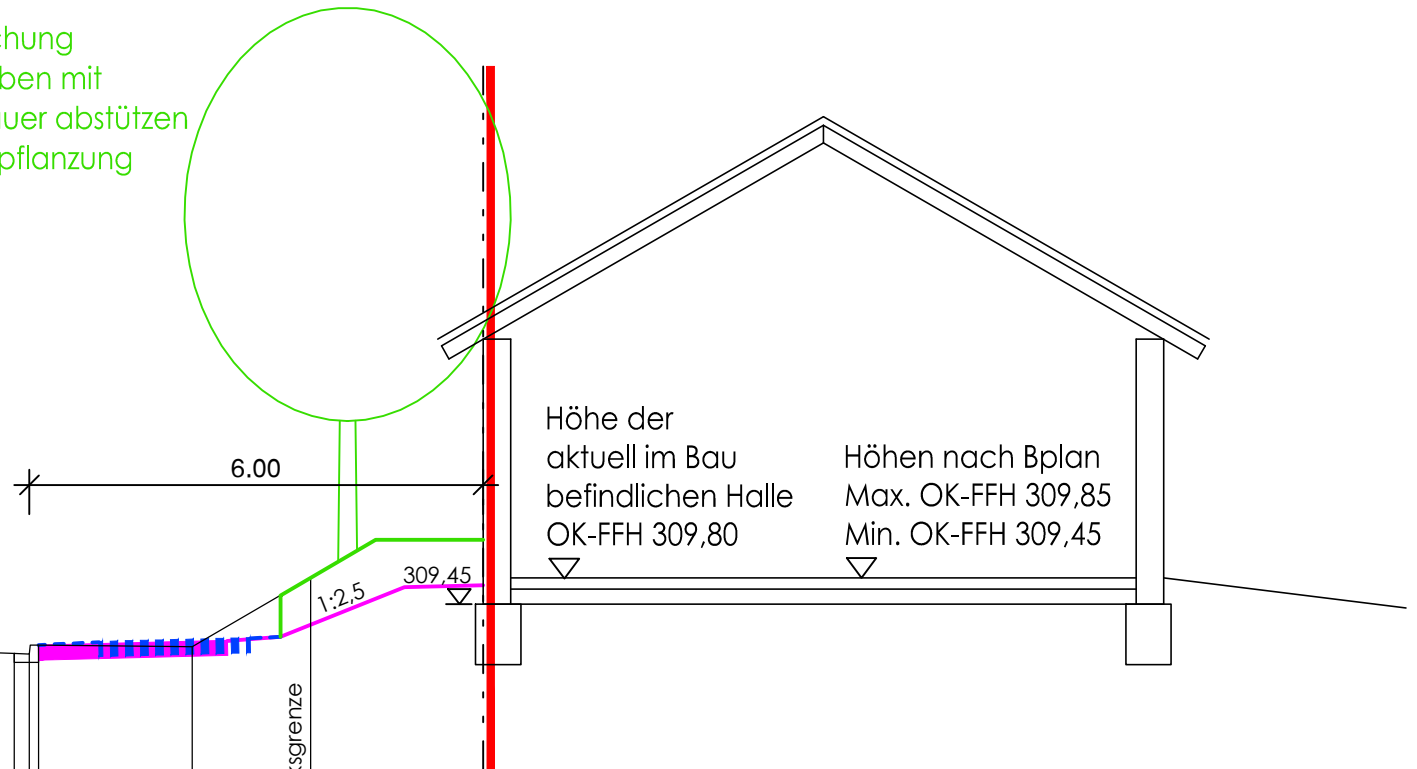 chung
ben mit
uer abstützen
pflanzung
6.00
Höhe der
aktuell im Bau
befindlichen Halle
OK-FFH 309,80
Höhen nach Bplan
Max. OK-FFH 309,85
Min. OK-FFH 309,45
309,45
1:2,5
sgrenze